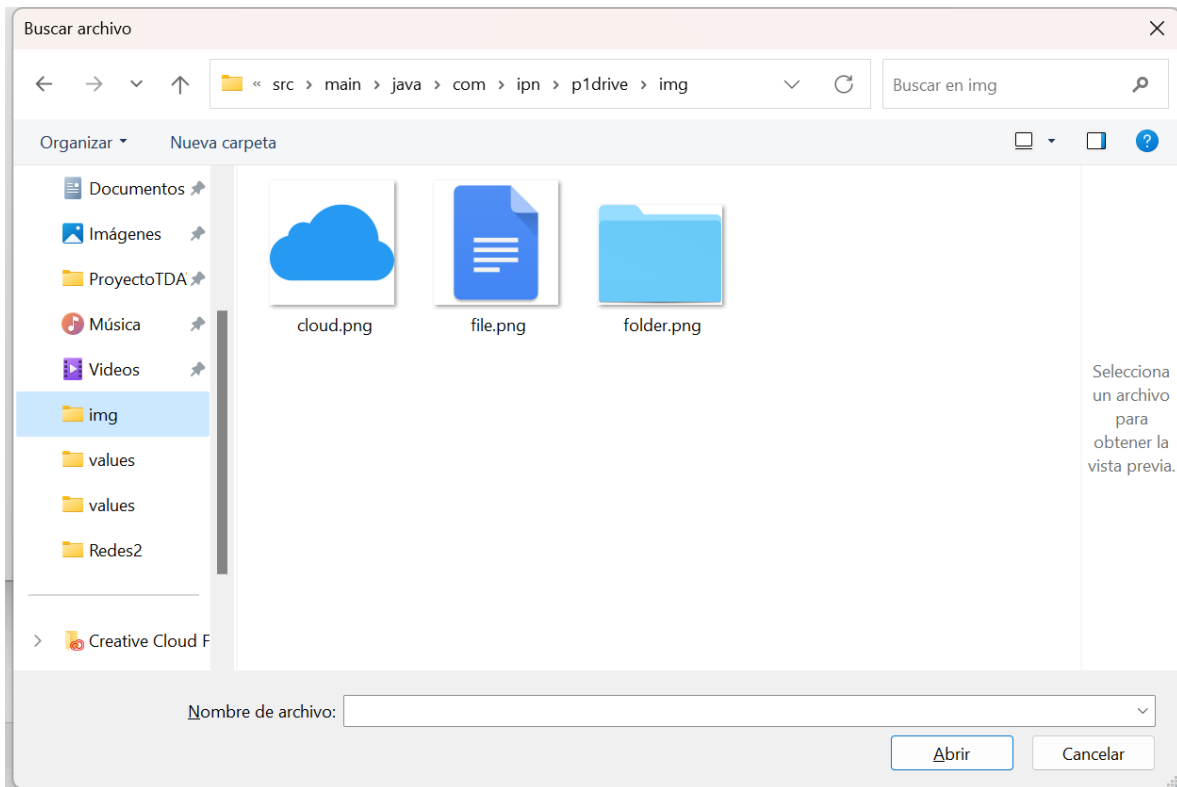 Buscar archivo
« src > main > java > com > ipn > p1drive > img
Buscar en img
Organizar
Nueva carpeta
?
Documentos
Imágenes
ProyectoTDA
Música
Videos
img
values
values
Redes2
Creative Cloud F
cloud.png
file.png
folder.png
Selecciona
un archivo
para
obtener la
vista previa.
Nombre de archivo:
Abrir
Cancelar